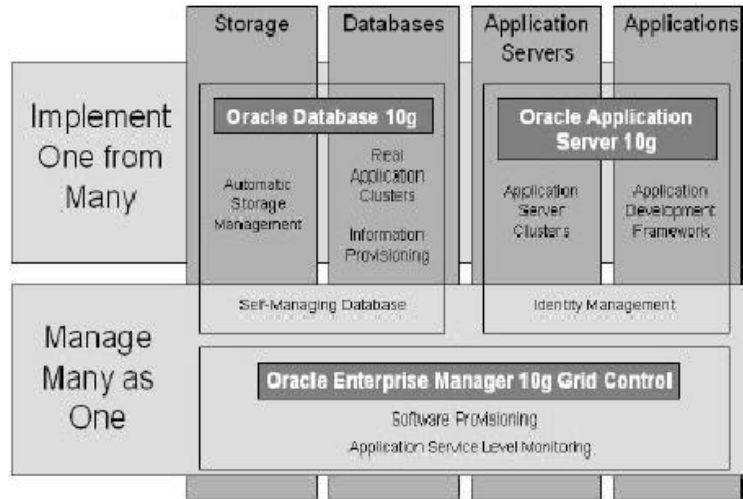 Storage
Databases
Application
Servers
Applications
Implement
One from
Many
Oracle Database 10g
Automatic
Storage
Management
Real
Application
Clusters
Information
Provisioning
Oracle Application
Server 10g
Application
Server
Clusters
Application
Development
Framework
Self-Managing Database
Identity Management
Manage
Many as
One
Oracle Enterprise Manager 10g Grid Control
Software Provisioning
Application Service Level Monitoring